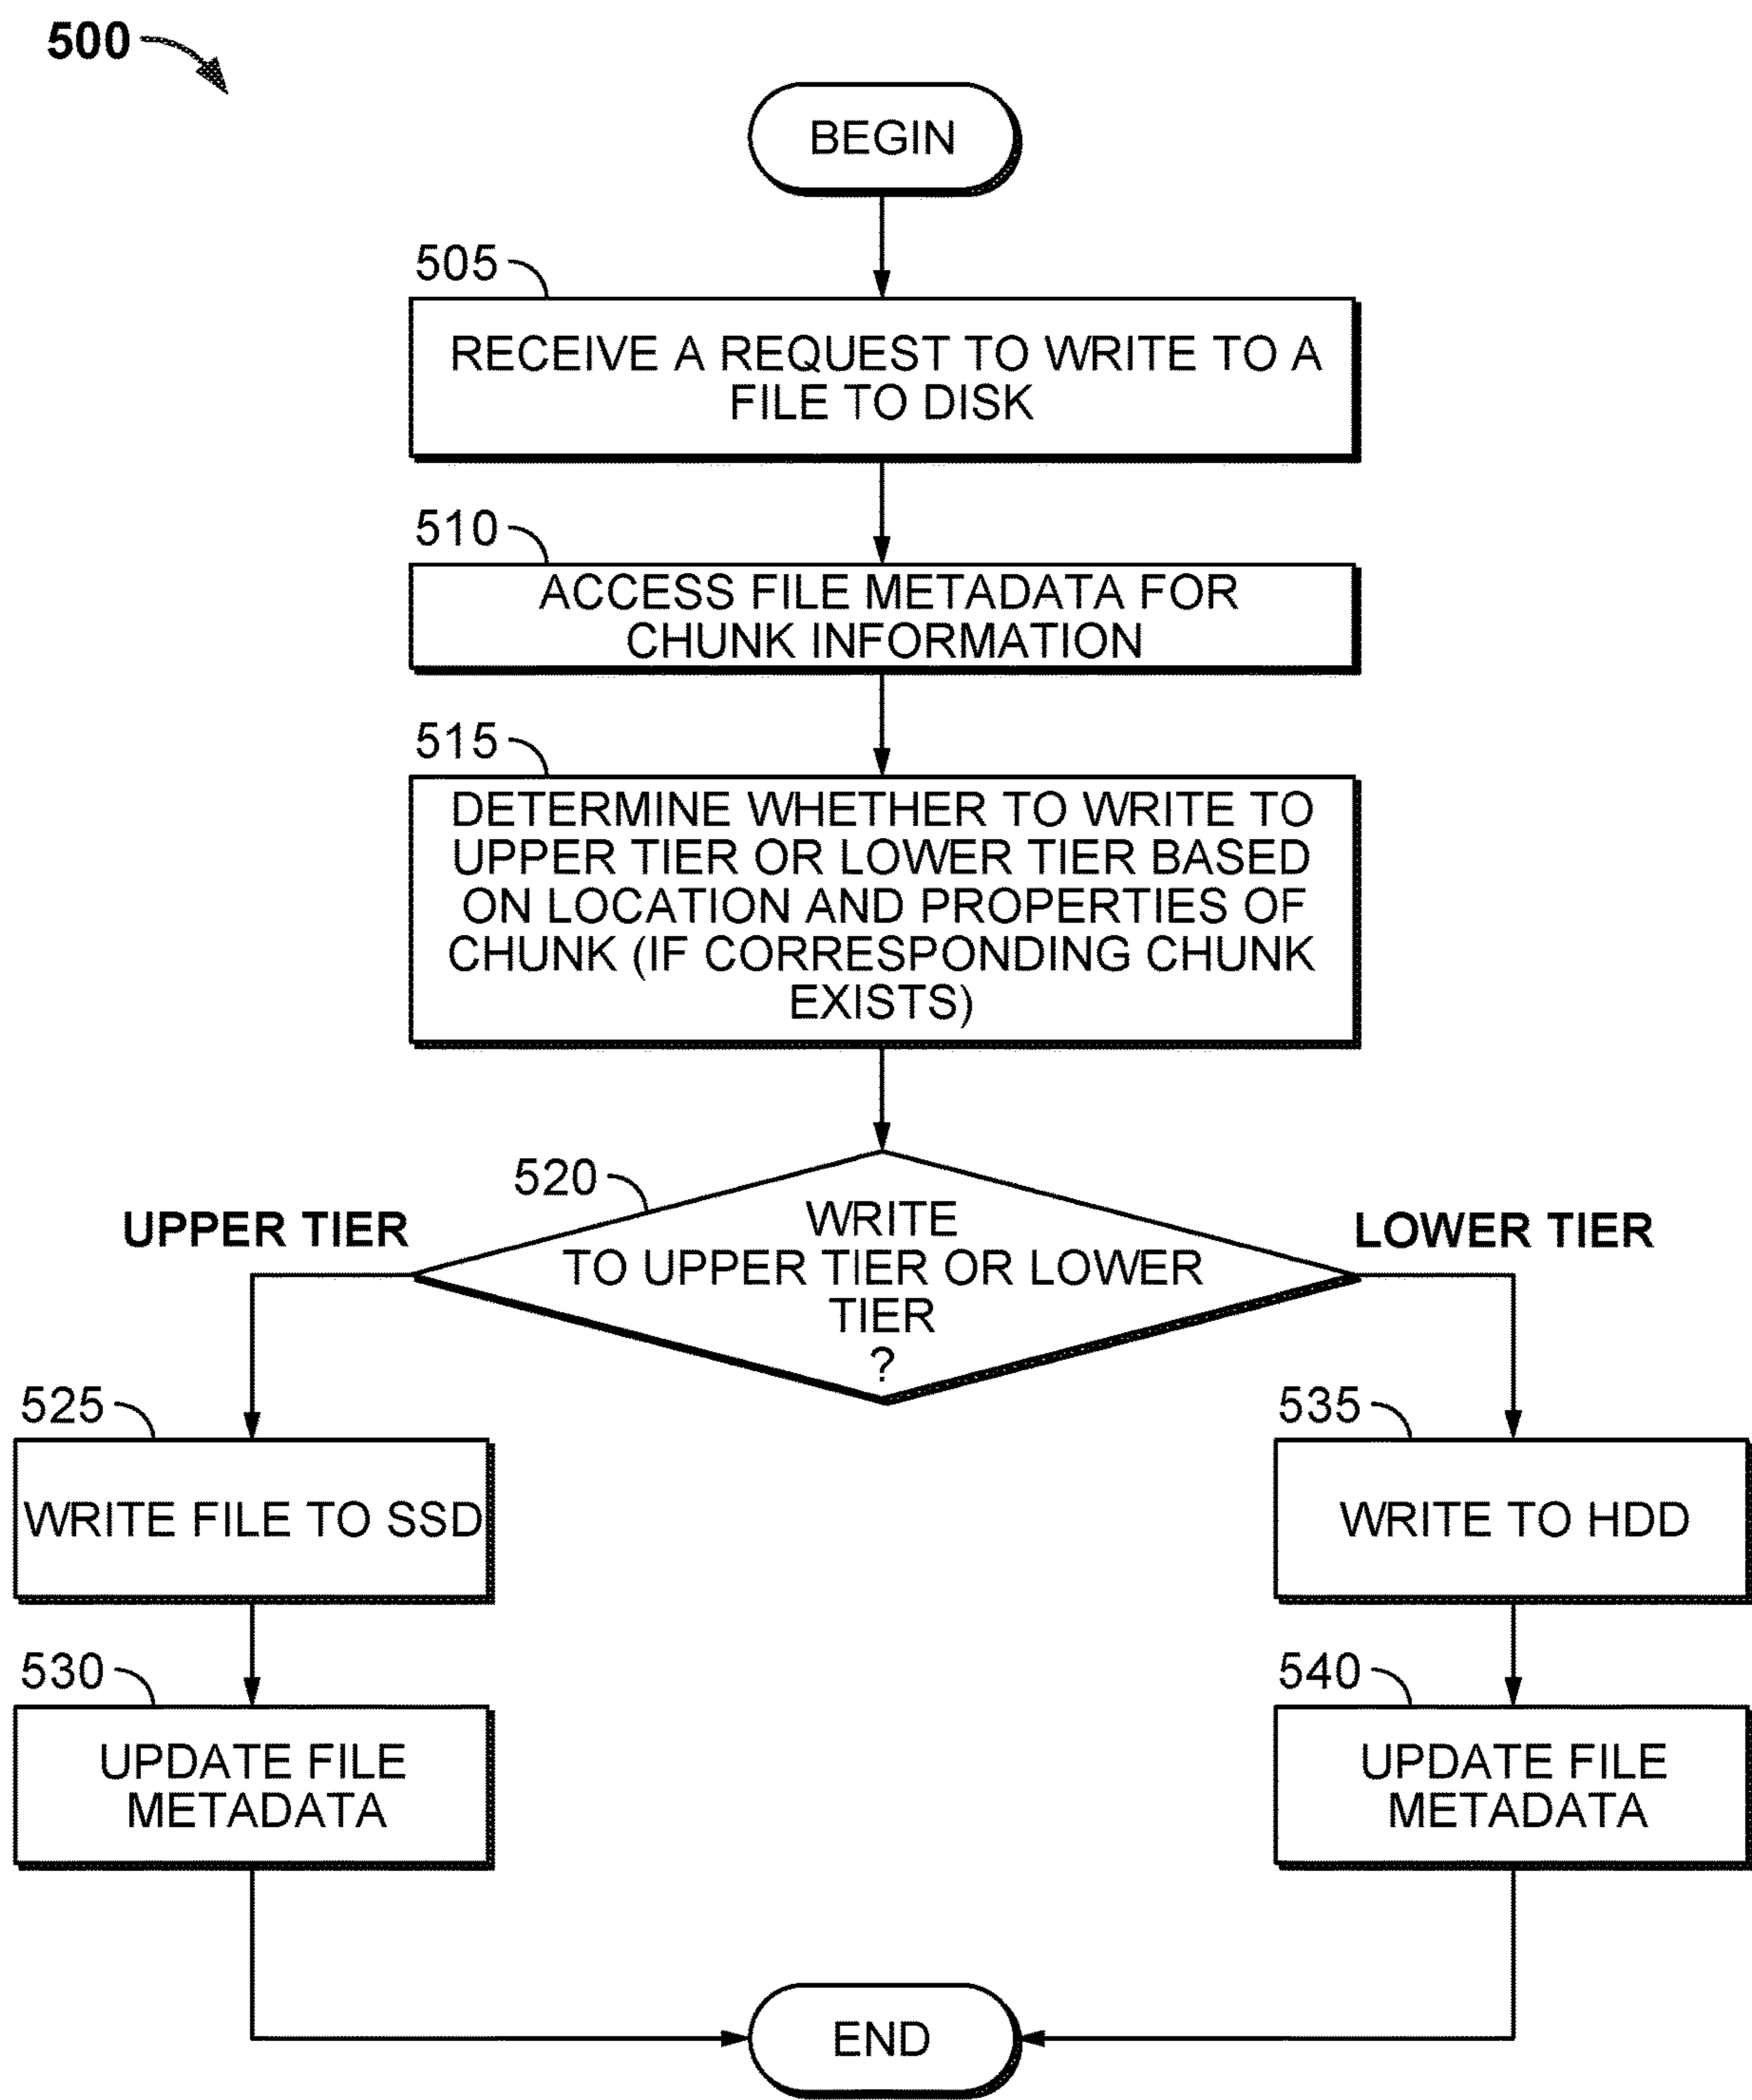 500
BEGIN
505
RECEIVE A REQUEST TO WRITE TO A
FILE TO DISK
510
ACCESS FILE METADATA FOR
CHUNK INFORMATION
515
DETERMINE WHETHER TO WRITE TO
UPPER TIER OR LOWER TIER BASED
ON LOCATION AND PROPERTIES OF
CHUNK (IF CORRESPONDING CHUNK
EXISTS)
520
WRITE
TO UPPER TIER OR LOWER
TIER
?
UPPER TIER
LOWER TIER
525
WRITE FILE TO SSD
530
UPDATE FILE
METADATA
535
WRITE TO HDD
540
UPDATE FILE
METADATA
END